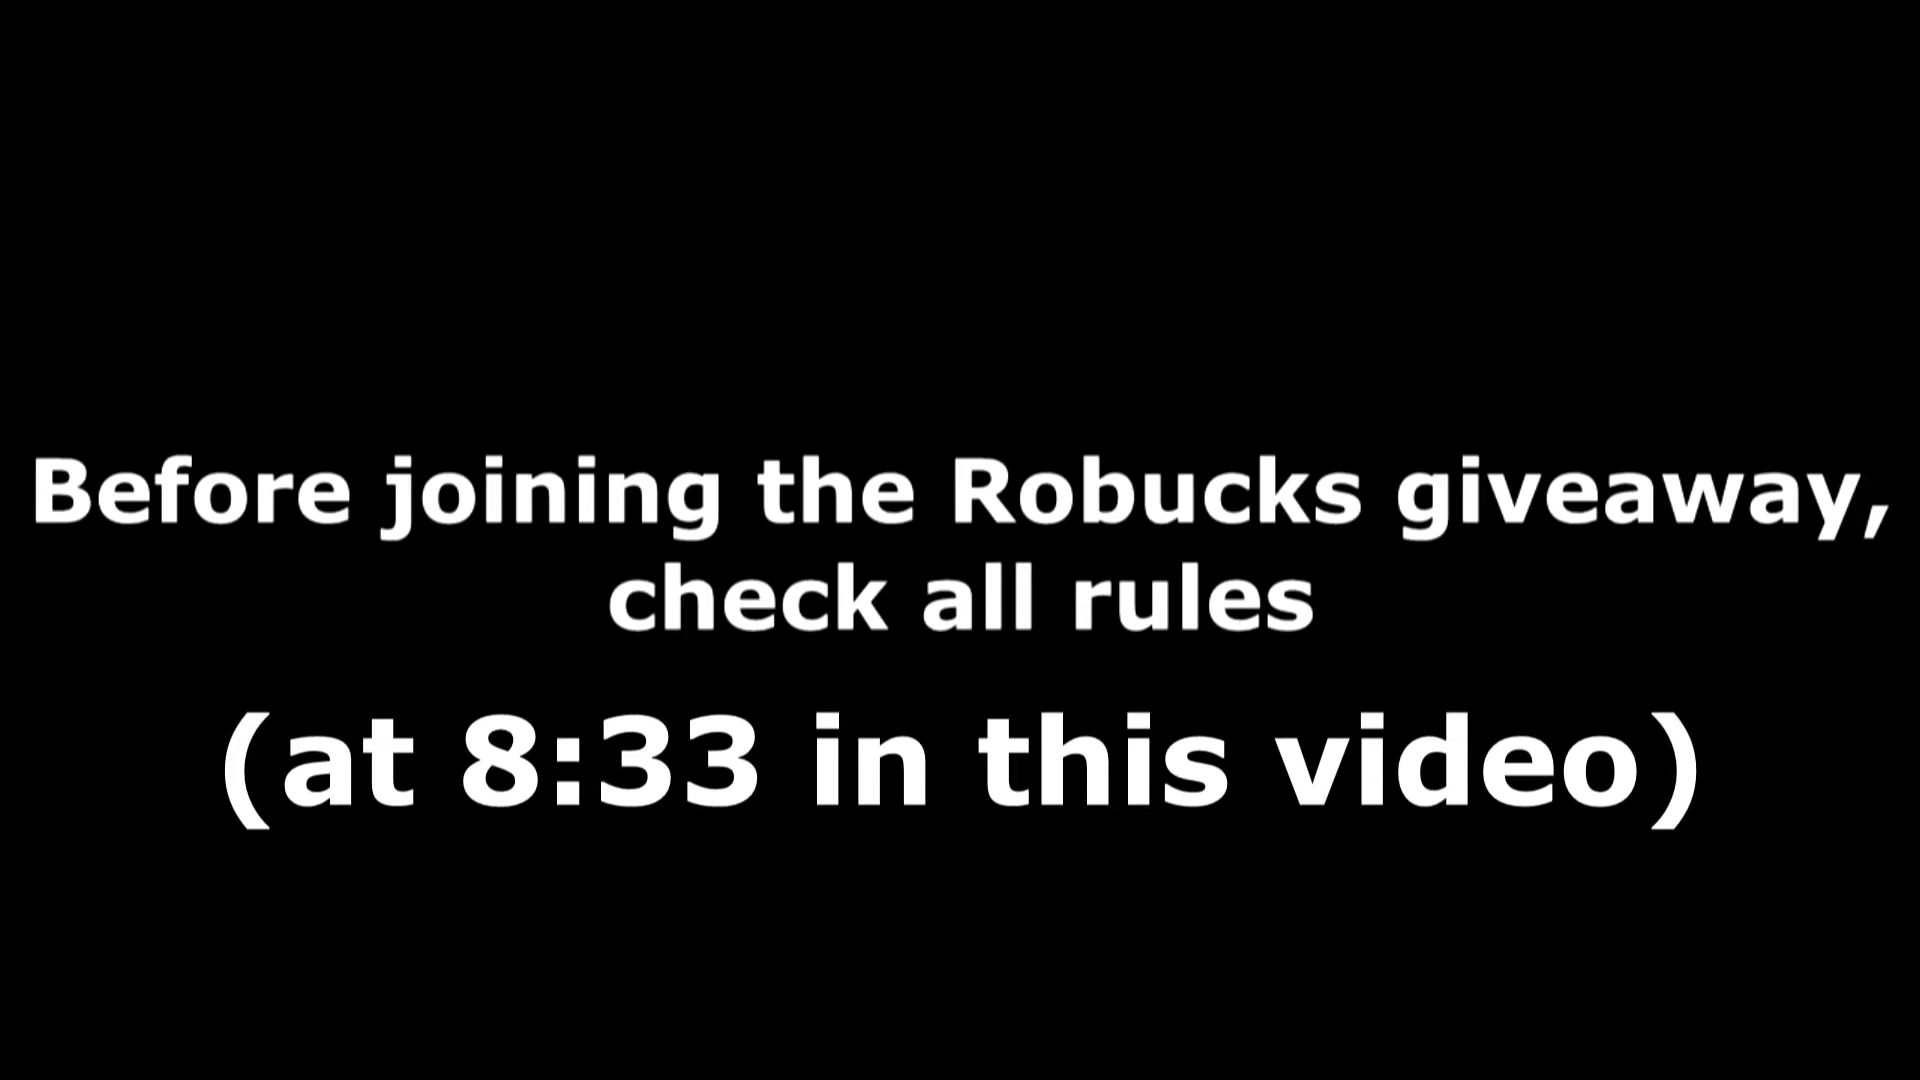 Before joining the Robucks giveaway,
check all rules
(at 8:33 in this video)